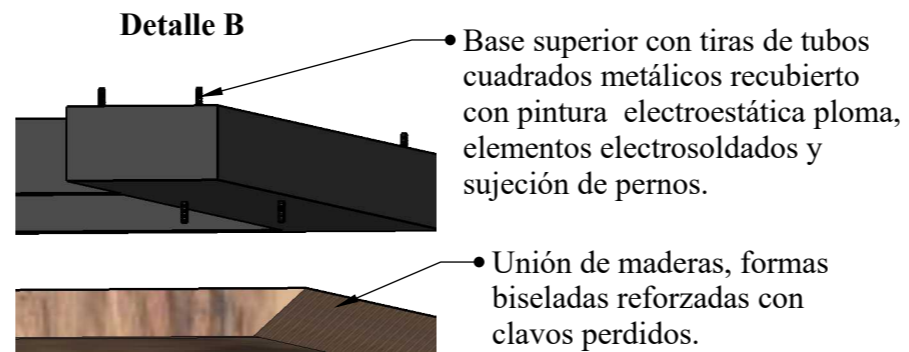 Detalle B
Base superior con tiras de tubos
cuadrados metálicos recubierto
con pintura electroestática ploma,
elementos electrosoldados y
sujeción de pernos.
Unión de maderas, formas
biseladas reforzadas con
clavos perdidos.